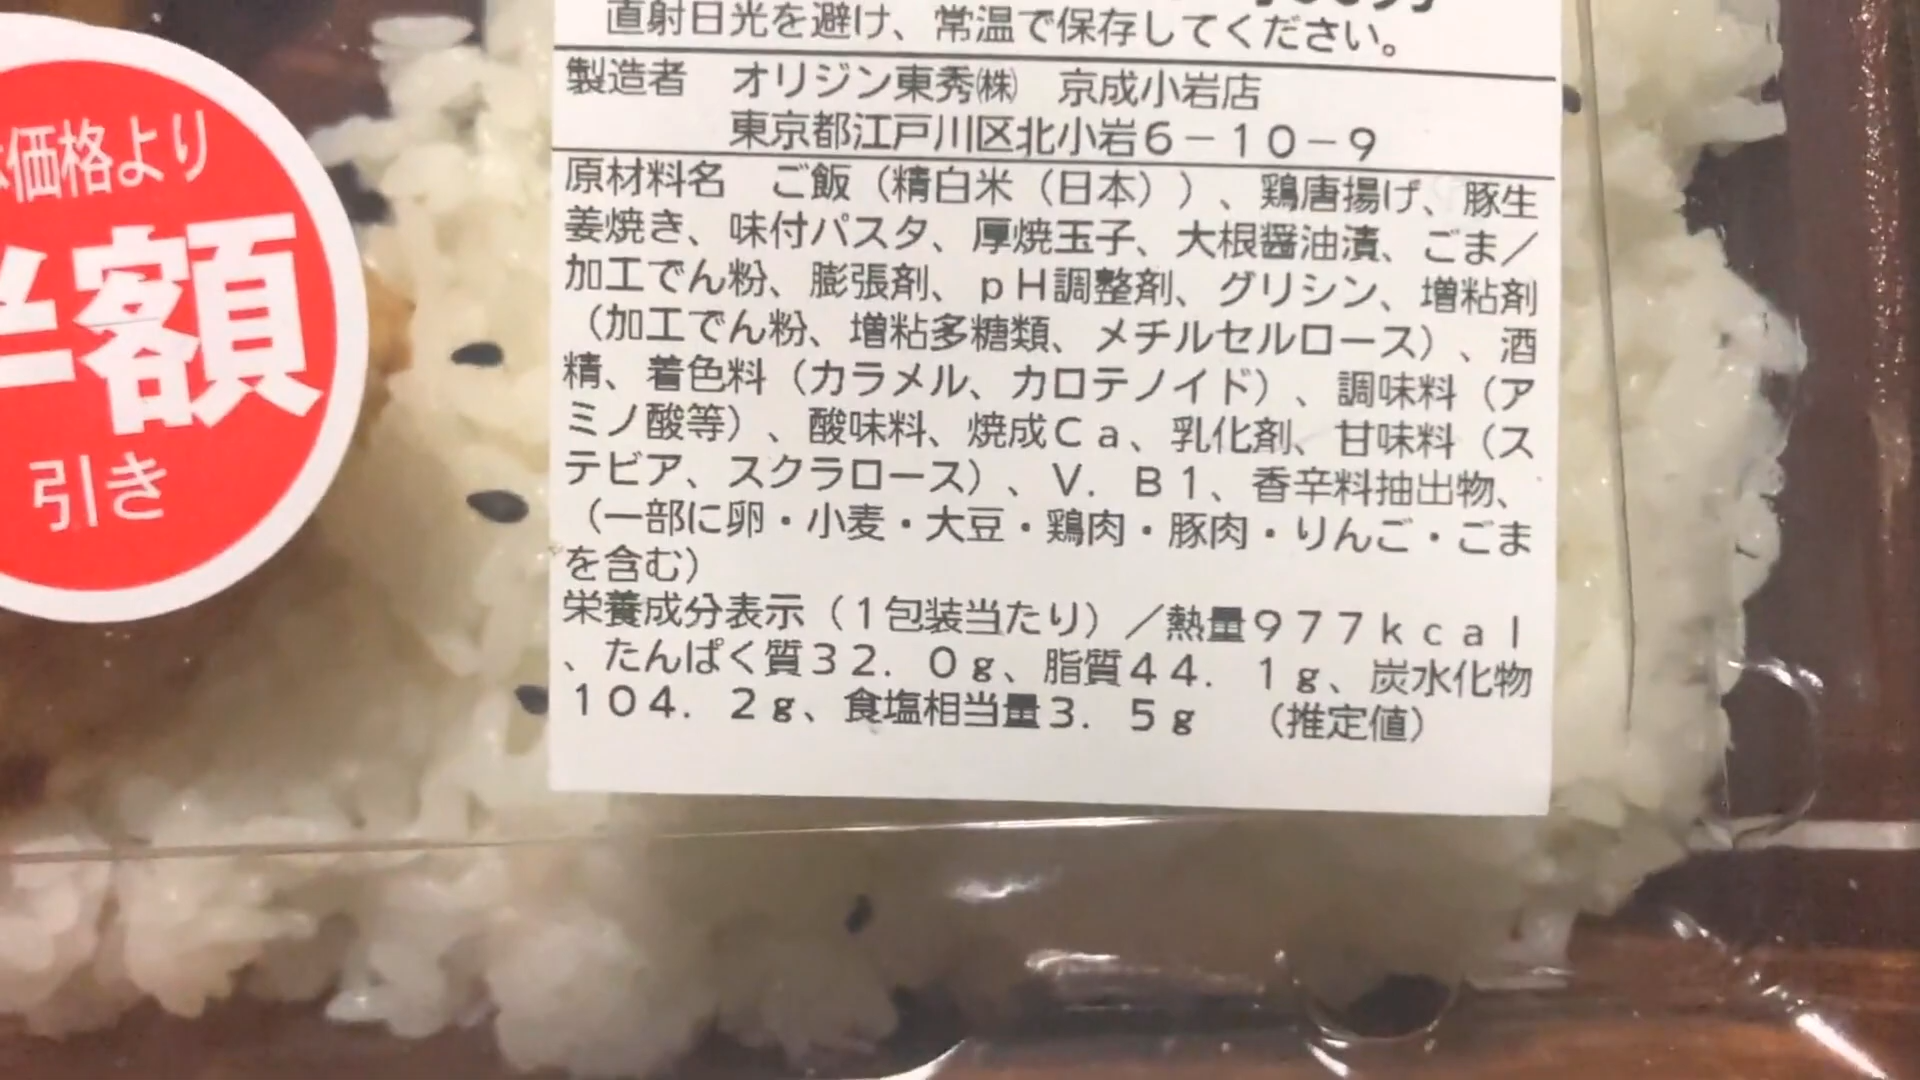 直射日光を避け、常温で保存してください。
製造者　オリジン東秀㈱　京成小岩店
東京都江戸川区北小岩６－１０－９
原材料名　ご飯（精白米（日本））、鶏唐揚げ、豚生
姜焼き、味付パスタ、厚焼玉子、大根醤油漬、ごま／
加工でん粉、膨張剤、ｐＨ調整剤、グリシン、増粘剤
（加工でん粉、増粘多糖類、メチルセルロース）、酒
精、着色料（カラメル、カロテノイド）、調味料（ア
ミノ酸等）、酸味料、焼成Ｃａ、乳化剤、甘味料（ス
テビア、スクラロース）、Ｖ．Ｂ１、香辛料抽出物、
（一部に卵・小麦・大豆・鶏肉・豚肉・りんご・ごま
を含む）
栄養成分表示（１包装当たり）／熱量９７７ｋｃａｌ
、たんぱく質３２．０ｇ、脂質４４．１ｇ、炭水化物
１０４．２ｇ、食塩相当量３．５ｇ　（推定値）
価格より
半額
引き